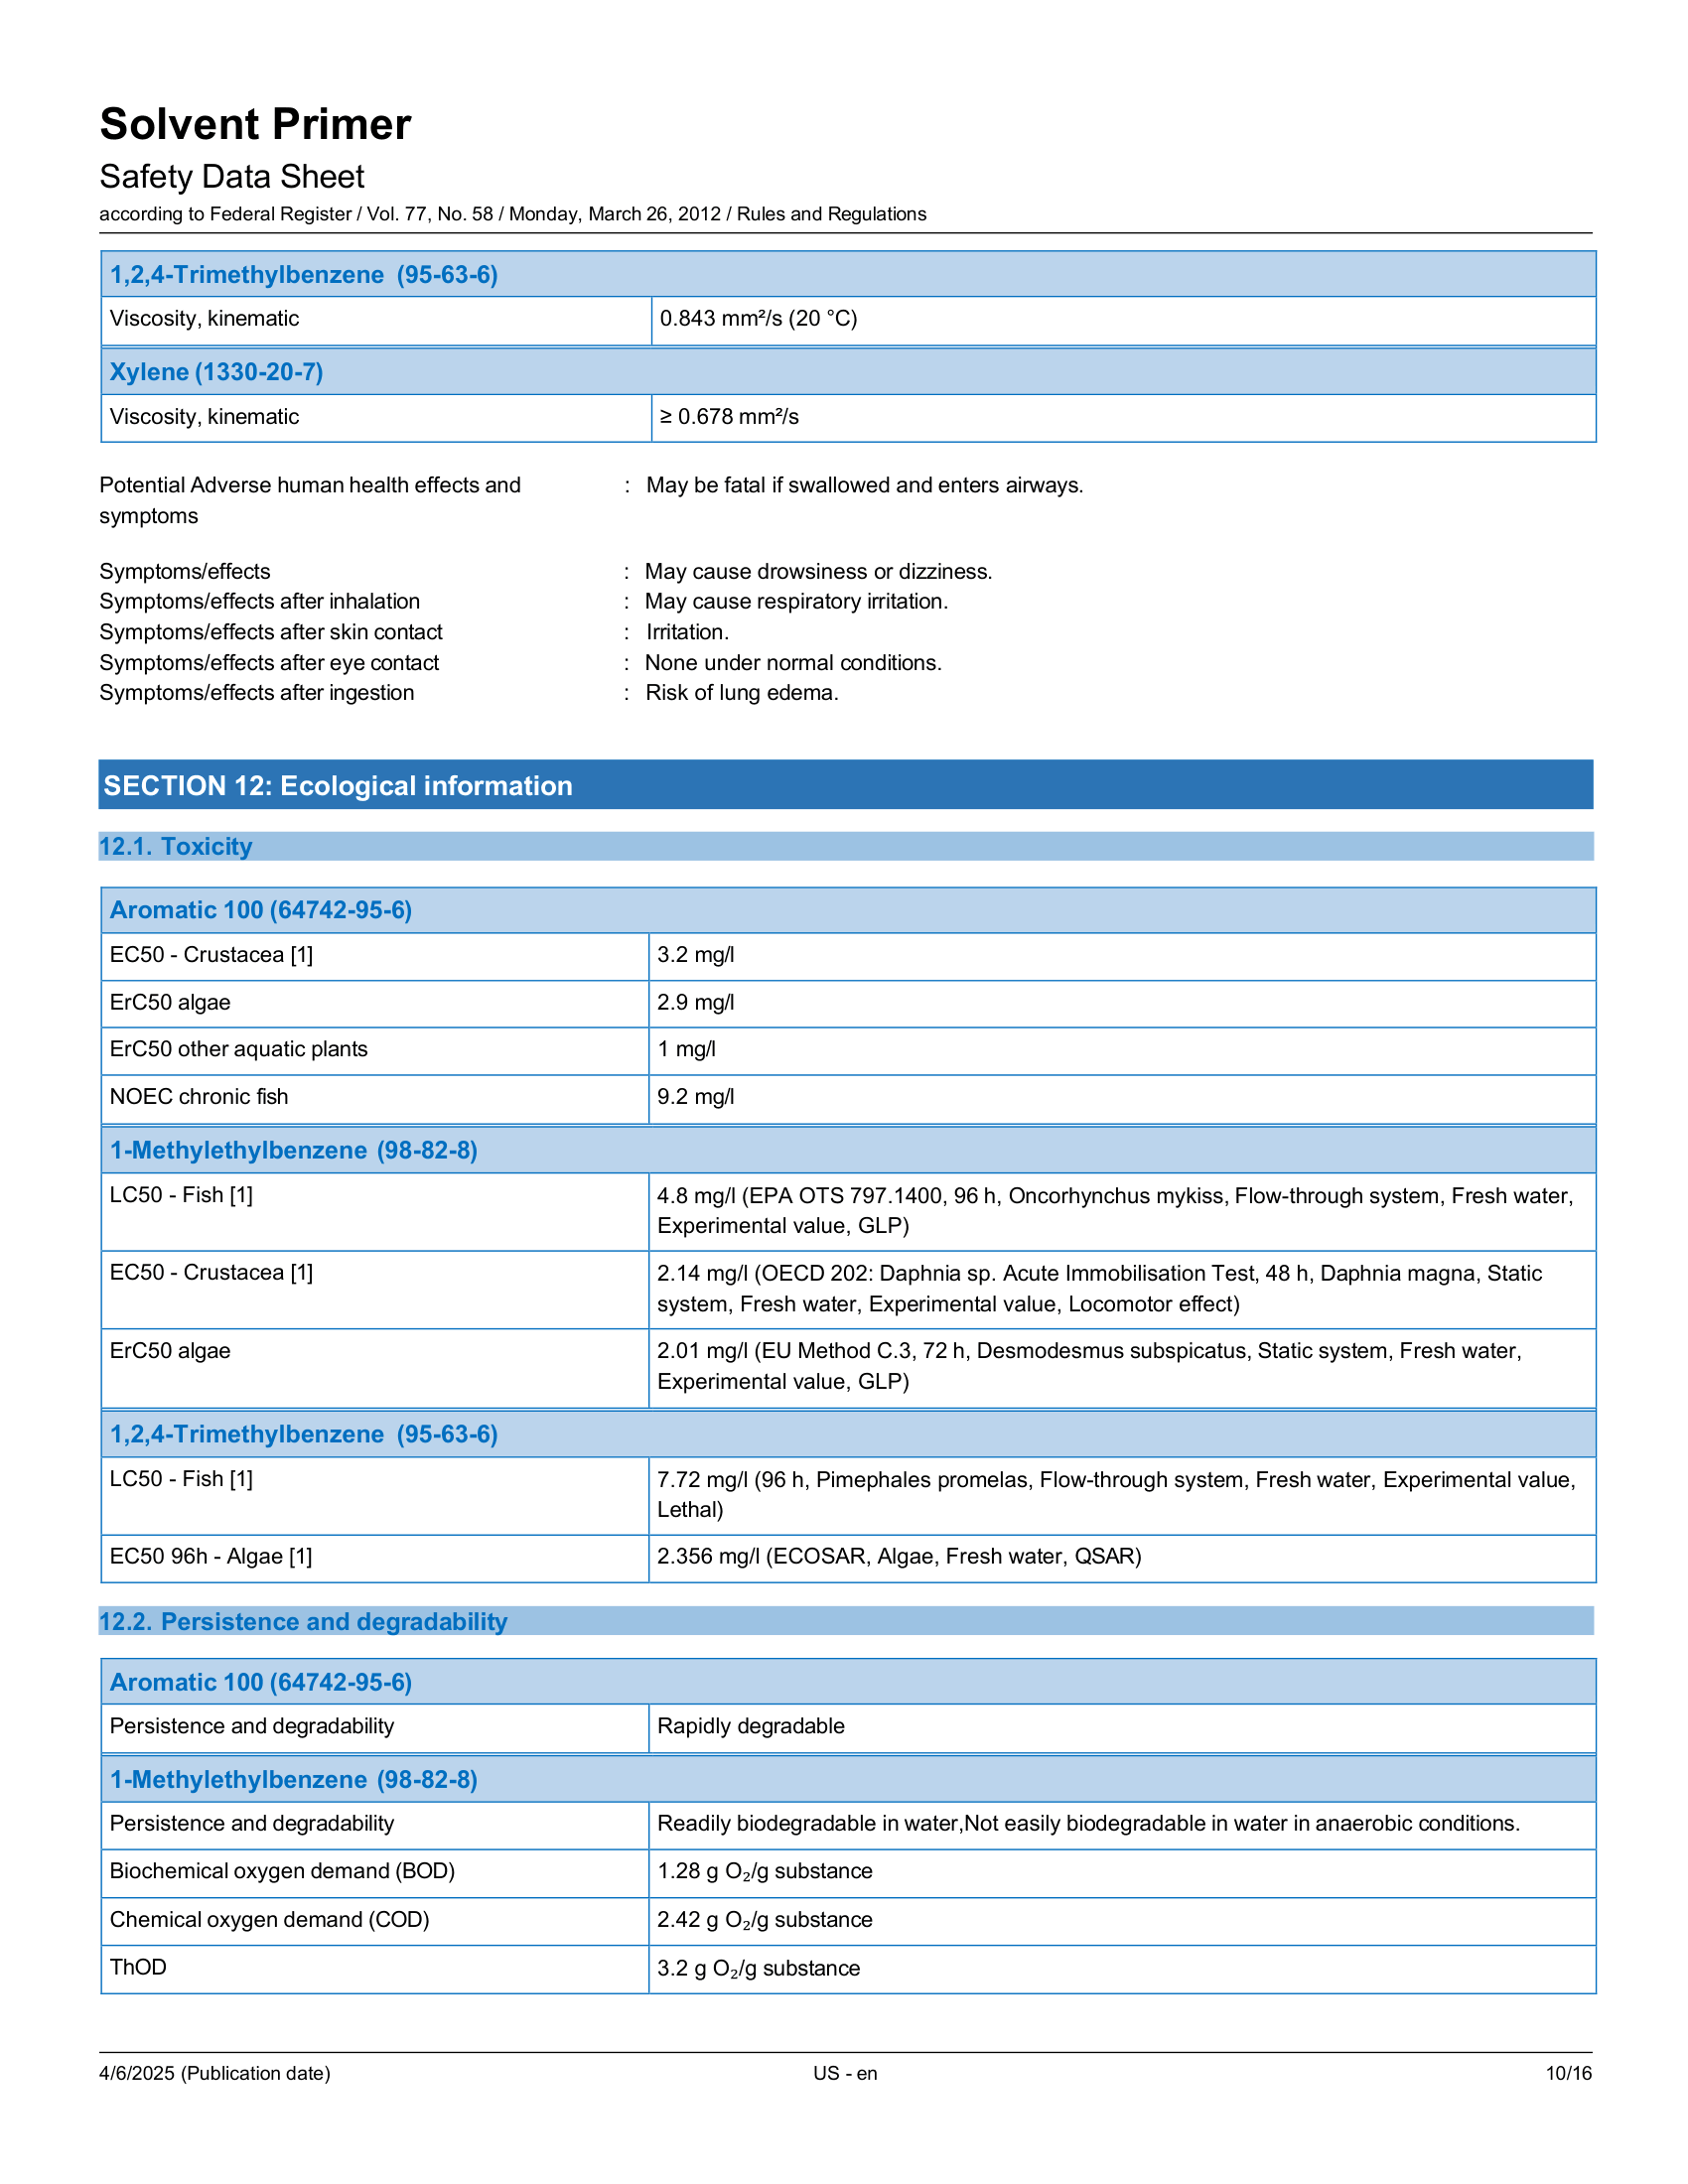 Solvent Primer
Safety Data Sheet
according to Federal Register / Vol. 77, No. 58 / Monday, March 26, 2012 / Rules and Regulations
1,2,4-Trimethylbenzene (95-63-6)
Viscosity, kinematic 0.843 mm²/s (20 °C)
Xylene (1330-20-7)
Viscosity, kinematic ≥ 0.678 mm²/s
Potential Adverse human health effects and : May be fatal if swallowed and enters airways.
symptoms
Symptoms/effects : May cause drowsiness or dizziness.
Symptoms/effects after inhalation : May cause respiratory irritation.
Symptoms/effects after skin contact : Irritation.
Symptoms/effects after eye contact : None under normal conditions.
Symptoms/effects after ingestion : Risk of lung edema.
SECTION 12: Ecological information
12.1. Toxicity
Aromatic 100 (64742-95-6)
EC50 - Crustacea [1] 3.2 mg/l
ErC50 algae 2.9 mg/l
ErC50 other aquatic plants 1 mg/l
NOEC chronic fish 9.2 mg/l
1-Methylethylbenzene (98-82-8)
LC50 - Fish [1] 4.8 mg/l (EPA OTS 797.1400, 96 h, Oncorhynchus mykiss, Flow-through system, Fresh water,
Experimental value, GLP)
EC50 - Crustacea [1] 2.14 mg/l (OECD 202: Daphnia sp. Acute Immobilisation Test, 48 h, Daphnia magna, Static
system, Fresh water, Experimental value, Locomotor effect)
ErC50 algae 2.01 mg/l (EU Method C.3, 72 h, Desmodesmus subspicatus, Static system, Fresh water,
Experimental value, GLP)
1,2,4-Trimethylbenzene (95-63-6)
LC50 - Fish [1] 7.72 mg/l (96 h, Pimephales promelas, Flow-through system, Fresh water, Experimental value,
Lethal)
EC50 96h - Algae [1] 2.356 mg/l (ECOSAR, Algae, Fresh water, QSAR)
12.2. Persistence and degradability
Aromatic 100 (64742-95-6)
Persistence and degradability Rapidly degradable
1-Methylethylbenzene (98-82-8)
Persistence and degradability Readily biodegradable in water,Not easily biodegradable in water in anaerobic conditions.
Biochemical oxygen demand (BOD) 1.28 g O₂/g substance
Chemical oxygen demand (COD) 2.42 g O₂/g substance
ThOD 3.2 g O₂/g substance
4/6/2025 (Publication date) US - en 10/16